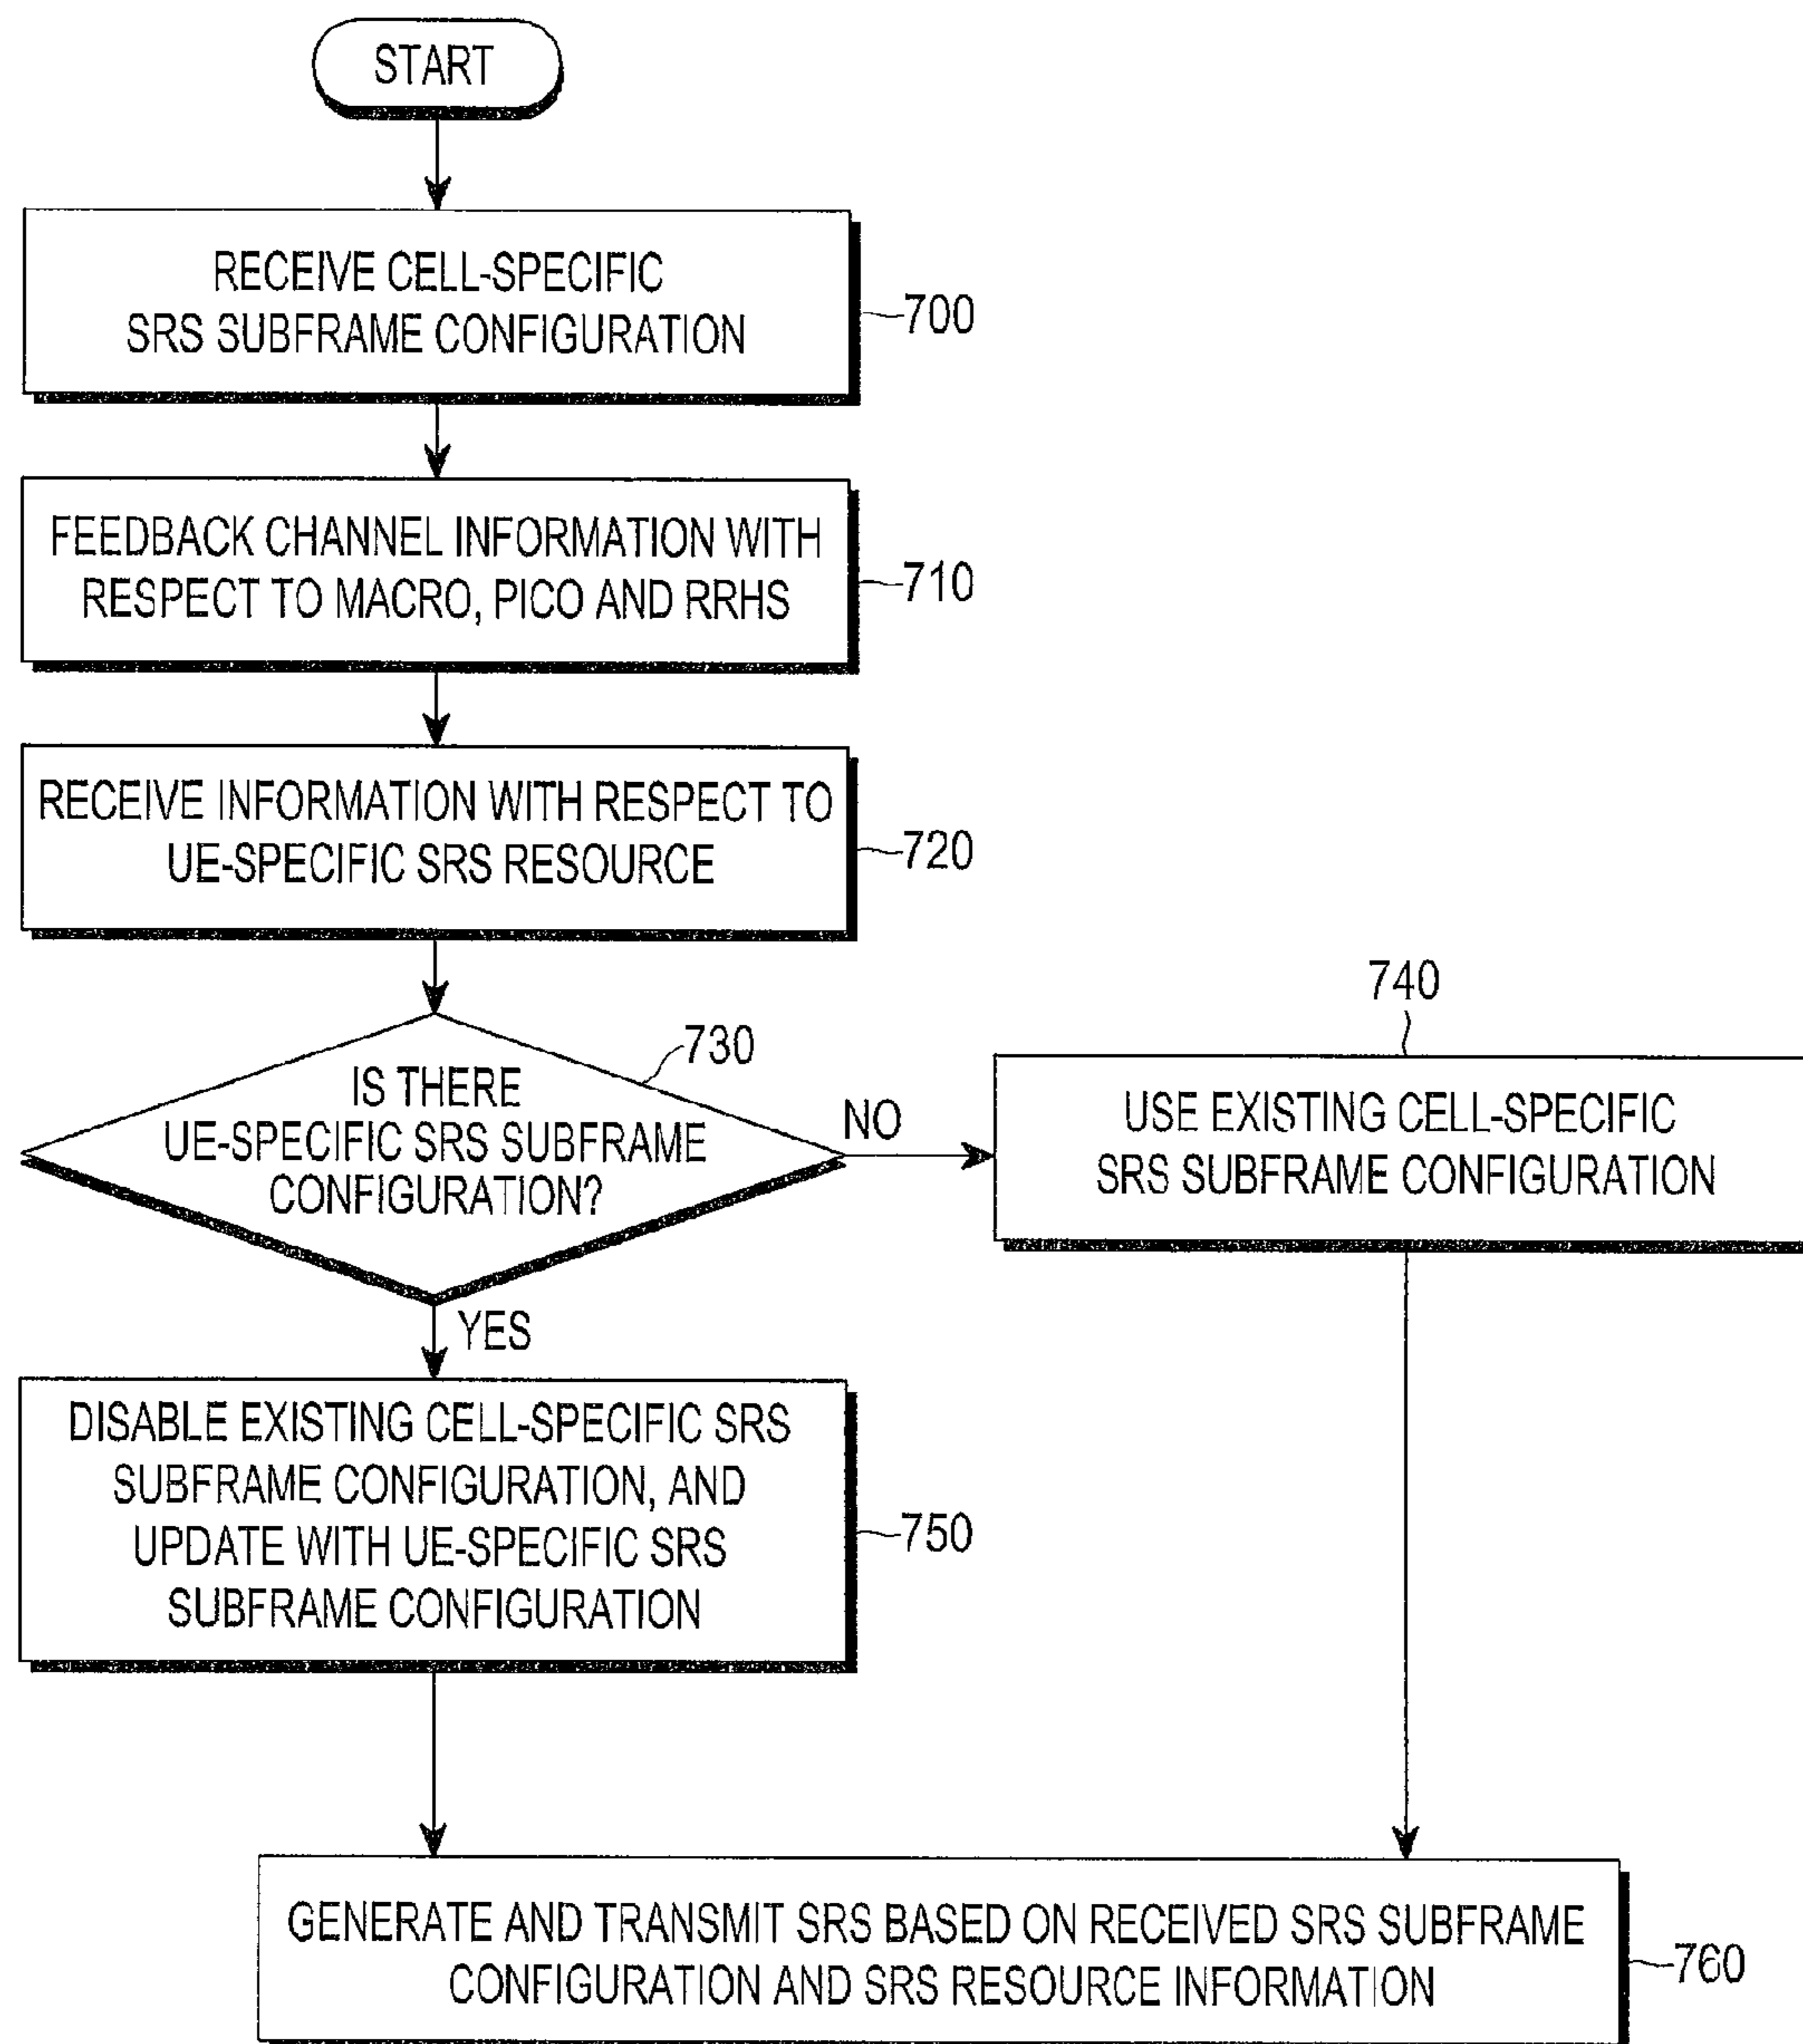 START
RECEIVE CELL-SPECIFIC
SRS SUBFRAME CONFIGURATION
700
FEEDBACK CHANNEL INFORMATION WITH
RESPECT TO MACRO, PICO AND RRHS
710
RECEIVE INFORMATION WITH RESPECT TO
UE-SPECIFIC SRS RESOURCE
720
730
IS THERE
UE-SPECIFIC SRS SUBFRAME
CONFIGURATION?
NO
740
USE EXISTING CELL-SPECIFIC
SRS SUBFRAME CONFIGURATION
YES
DISABLE EXISTING CELL-SPECIFIC SRS
SUBFRAME CONFIGURATION, AND
UPDATE WITH UE-SPECIFIC SRS
SUBFRAME CONFIGURATION
750
GENERATE AND TRANSMIT SRS BASED ON RECEIVED SRS SUBFRAME
CONFIGURATION AND SRS RESOURCE INFORMATION
760